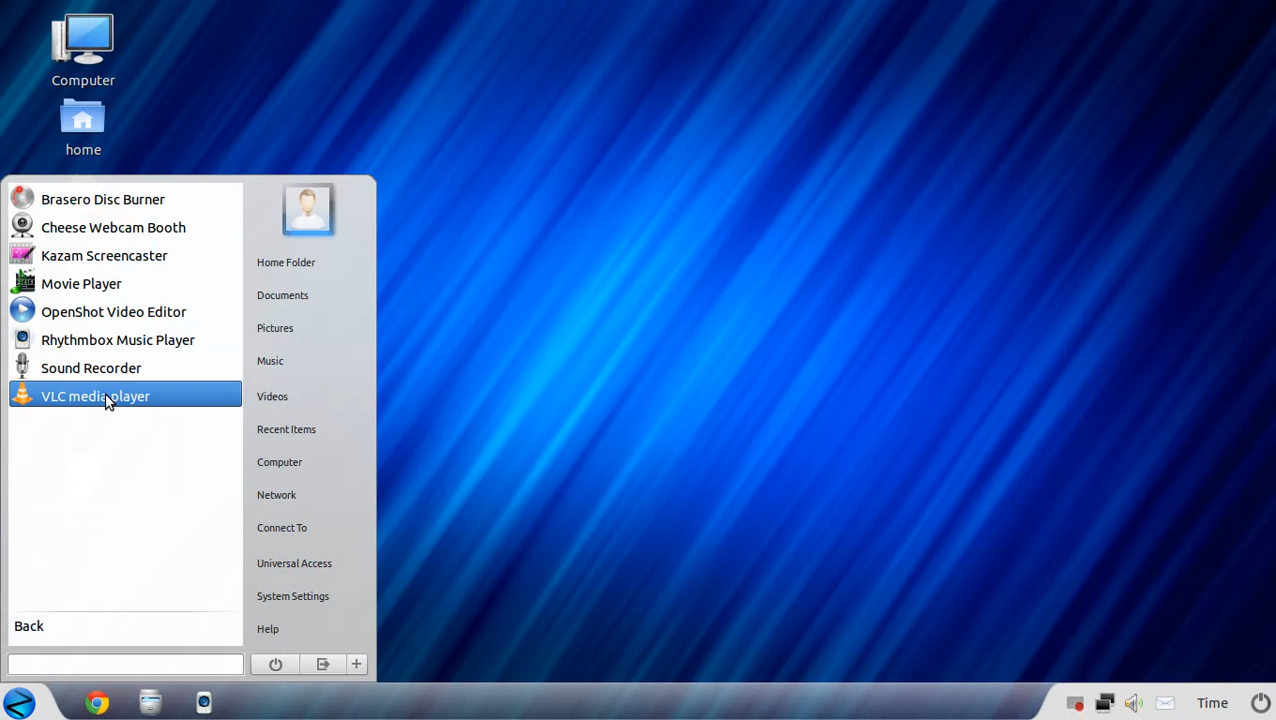 Computer
home
Brasero Disc Burner
Cheese Webcam Booth
Kazam Screencaster
Movie Player
OpenShot Video Editor
Rhythmbox Music Player
Sound Recorder
VLC media player
Back
Home Folder
Documents
Pictures
Music
Videos
Recent Items
Computer
Network
Connect To
Universal Access
System Settings
Help
Time